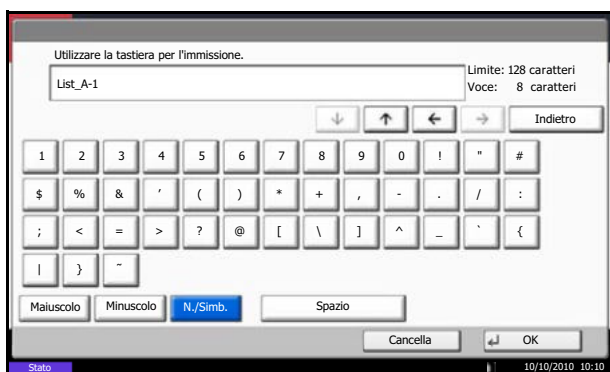 Utilizzare la tastiera per l'immissione.
List_A-1
Limite: 128 caratteri
Voce: 8 caratteri
↓ ↑ ← → Indietro
1 2 3 4 5 6 7 8 9 0 ! " #
$ % & ′ ( ) * + , - . / :
; < = > ? @ [ \ ] ^ _ ` {
| } ~
Maiuscolo Minuscolo N./Simb. Spazio
Cancella OK
Stato 10/10/2010 10:10